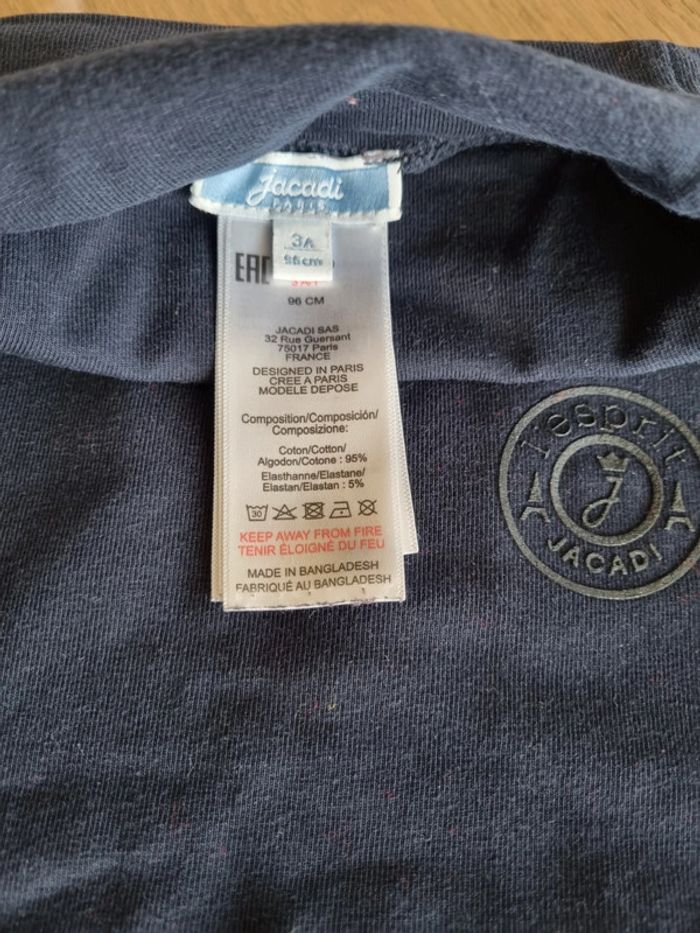 jacadi
PARIS
3A
96cm
EAC
96 CM
JACADI SAS
32 Rue Guersant
75017 Paris
FRANCE
DESIGNED IN PARIS
CREE A PARIS
MODELE DEPOSE
Composition/Composición/
Composizione:
Coton/Cotton/
Algodon/Cotone : 95%
Elasthanne/Elastane/
Elastan/Elastan : 5%
30
KEEP AWAY FROM FIRE
TENIR ÉLOIGNÉ DU FEU
MADE IN BANGLADESH
FABRIQUÉ AU BANGLADESH
l'esprit
J
JACADI